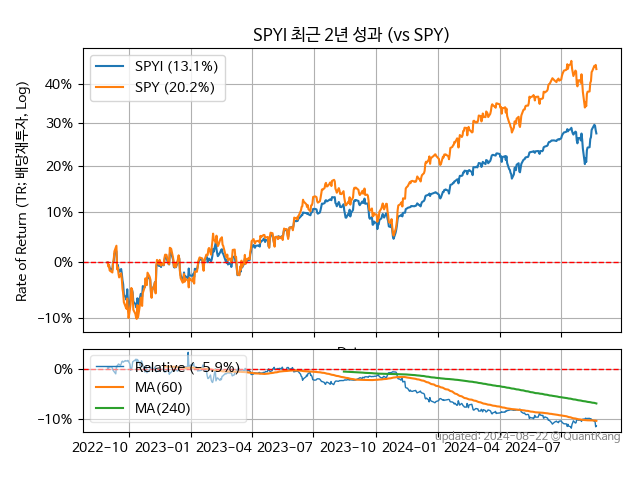 SPYI 최근 2년 성과 (vs SPY)
SPYI (13.1%)
SPY (20.2%)
Rate of Return (TR: 배당재투자, Log)
40%
30%
20%
10%
0%
−10%
Relative (−5.9%)
MA(60)
MA(240)
0%
−10%
2022−10 2023−01 2023−04 2023−07 2023−10 2024−01 2024−04 2024−07
updated: 2024−08−22 © QuantKang